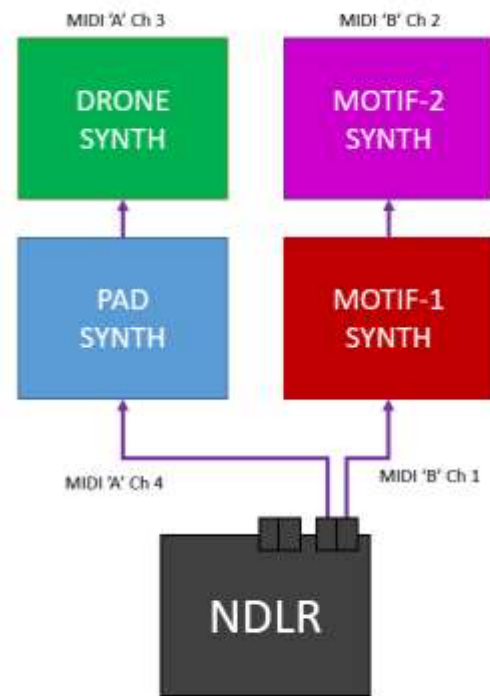 MIDI 'A' Ch 3
MIDI 'B' Ch 2
DRONE
SYNTH
MOTIF-2
SYNTH
PAD
SYNTH
MOTIF-1
SYNTH
MIDI 'A' Ch 4
MIDI 'B' Ch 1
NDLR